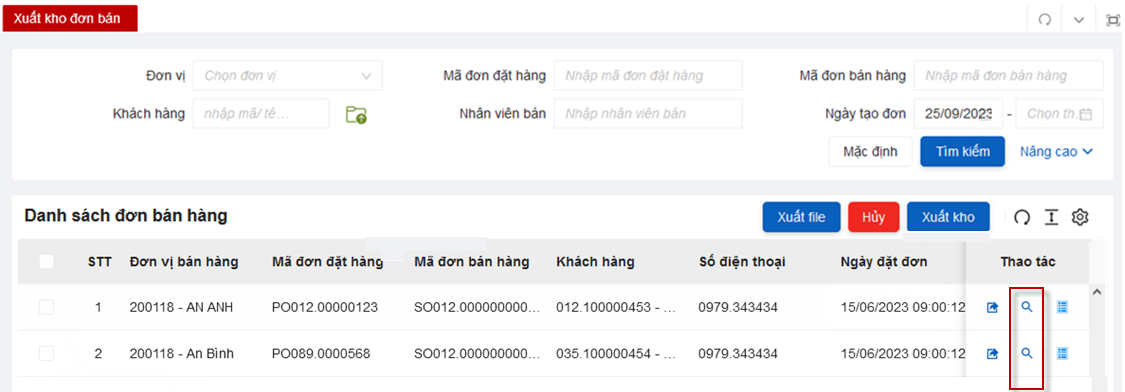 Xuất kho đơn bán
Đơn vị Chọn đơn vị Mã đơn đặt hàng Nhập mã đơn đặt hàng Mã đơn bán hàng Nhập mã đơn bán hàng
Khách hàng nhập mã/ tê... Nhân viên bán Nhập nhân viên bán Ngày tạo đơn 25/09/2023 - Chọn th
Mặc định Tìm kiếm Nâng cao
Danh sách đơn bán hàng Xuất file Hủy Xuất kho
STT Đơn vị bán hàng Mã đơn đặt hàng Mã đơn bán hàng Khách hàng Số điện thoại Ngày đặt đơn Thao tác
1 200118 - AN ANH PO012.00000123 SO012.000000000... 012.100000453 - ... 0979.343434 15/06/2023 09:00:12
2 200118 - An Bình PO089.0000568 SO012.000000000... 035.100000454 - ... 0979.343434 15/06/2023 09:00:12